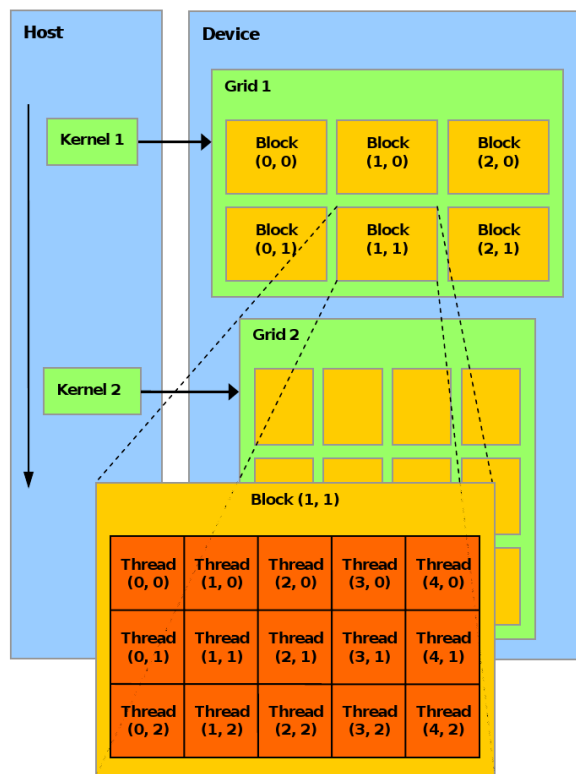 Host
Device
Grid 1
Kernel 1
Block
(0, 0)
Block
(1, 0)
Block
(2, 0)
Block
(0, 1)
Block
(1, 1)
Block
(2, 1)
Grid 2
Kernel 2
Block (1, 1)
Thread
(0, 0)
Thread
(1, 0)
Thread
(2, 0)
Thread
(3, 0)
Thread
(4, 0)
Thread
(0, 1)
Thread
(1, 1)
Thread
(2, 1)
Thread
(3, 1)
Thread
(4, 1)
Thread
(0, 2)
Thread
(1, 2)
Thread
(2, 2)
Thread
(3, 2)
Thread
(4, 2)